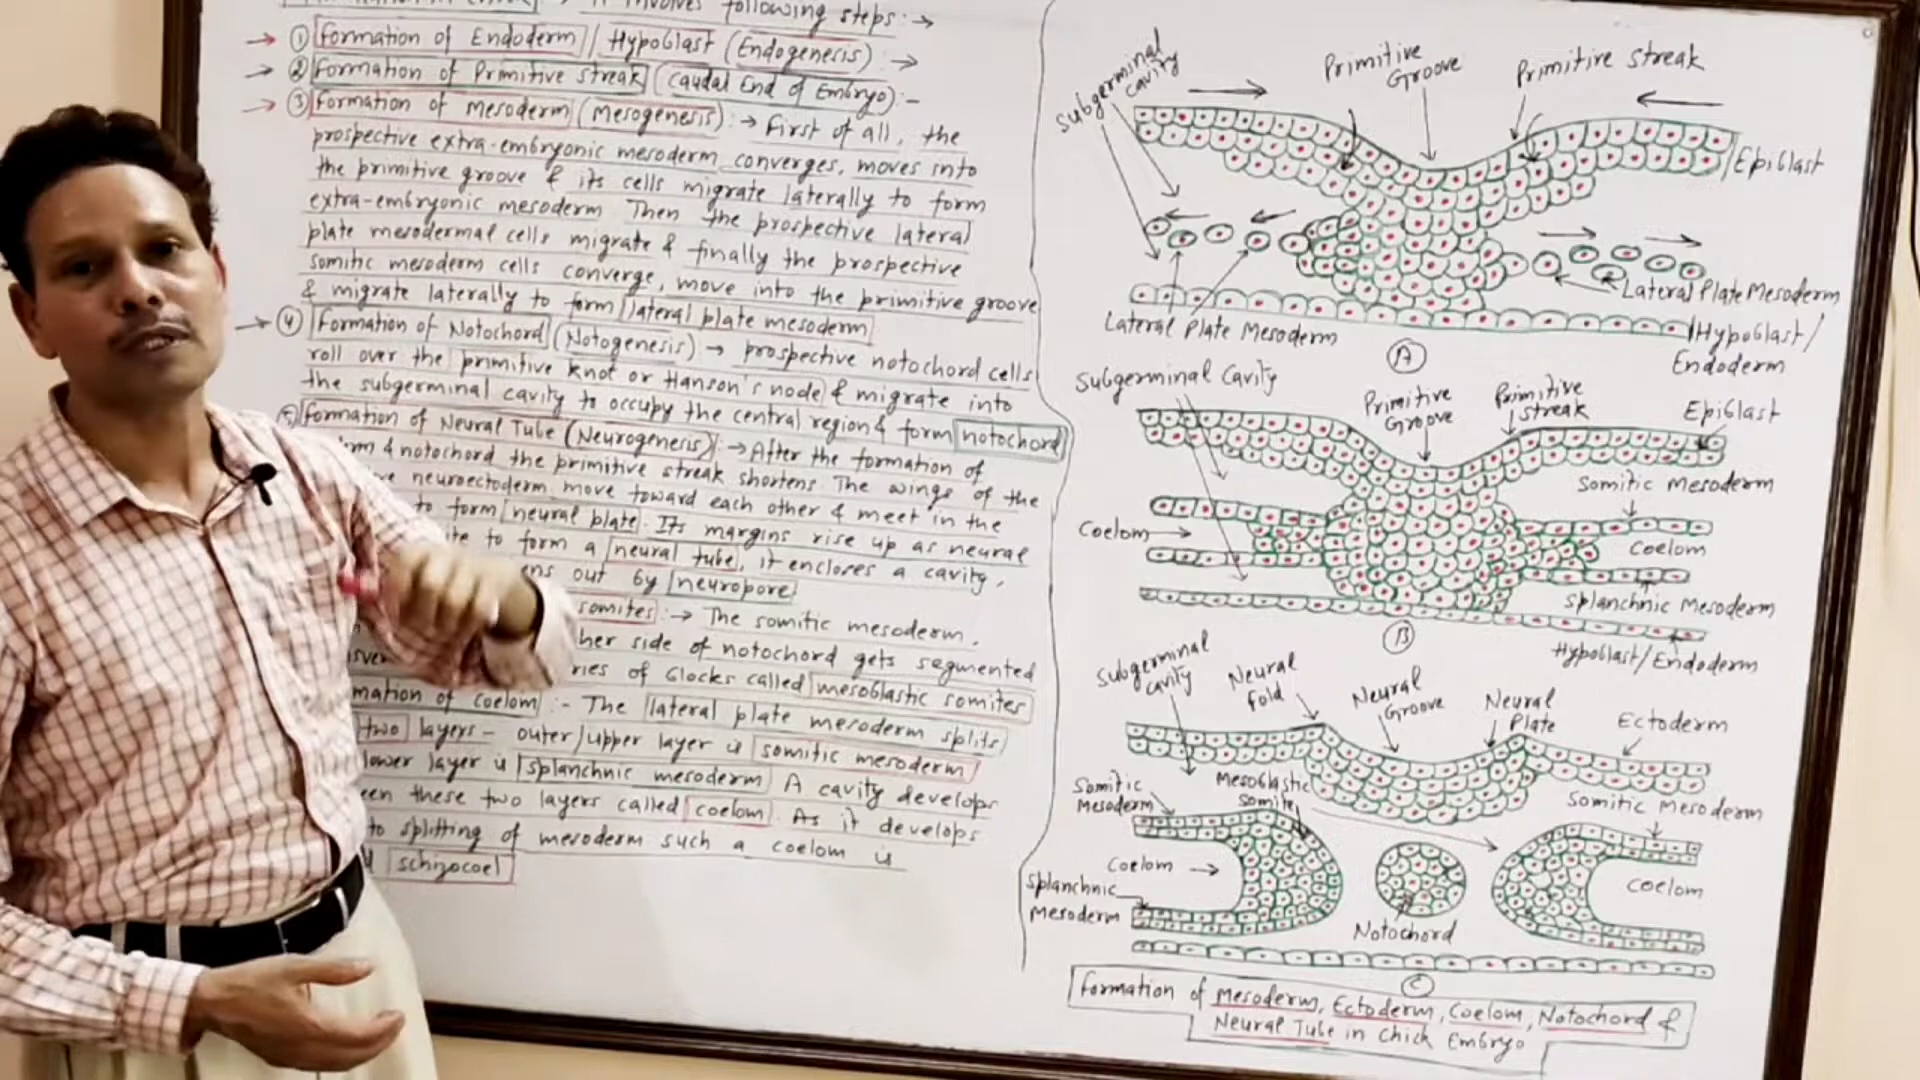 It involves following steps :→
→ ① Formation of Endoderm / Hypoblast (Endogenesis) :→
→ ② Formation of Primitive Streak (Caudal End of Embryo) :-
→ ③ Formation of Mesoderm (Mesogenesis) :→ First of all, the
prospective extra-embryonic mesoderm converges, moves into
the primitive groove & its cells migrate laterally to form
extra-embryonic mesoderm Then the prospective lateral
plate mesodermal cells migrate & finally the prospective
somitic mesoderm cells converge, move into the primitive groove
& migrate laterally to form lateral plate mesoderm
→ ④ Formation of Notochord (Notogenesis) → prospective notochord cells
roll over the primitive knot or Hanson's node & migrate into
the subgerminal cavity to occupy the central region & form notochord
⑤ Formation of Neural Tube (Neurogenesis) :→ After the formation of
& notochord the primitive streak shortens The wings of the
neuroectoderm move toward each other & meet in the
to form neural plate. Its margins rise up as neural
to form a neural tube, it encloses a cavity,
out by neuropore
somites :→ The somitic mesoderm.
side of notochord gets segmented
of blocks called mesoblastic somites
of coelom :- The lateral plate mesoderm splits
two layers - outer/upper layer is somitic mesoderm
lower layer is splanchnic mesoderm A cavity develops
these two layers called coelom. As it develops
to splitting of mesoderm such a coelom is
schizocoel
Subgerminal
cavity
Primitive
Groove
Primitive Streak
Epiblast
Lateral Plate Mesoderm
Lateral Plate Mesoderm
Hypoblast/
Endoderm
A
Subgerminal Cavity
Primitive
Groove
Primitive
streak
Epiblast
Somitic Mesoderm
Coelom →
Coelom
Splanchnic Mesoderm
Hypoblast/Endoderm
B
Subgerminal
cavity
Neural
fold
Neural
Groove
Neural
Plate
Ectoderm
Somitic
Mesoderm
Mesoblastic
somite
Somitic Mesoderm
Coelom →
Coelom
Splanchnic
Mesoderm
Notochord
C
Formation of Mesoderm, Ectoderm, Coelom, Notochord &
Neural Tube in Chick Embryo